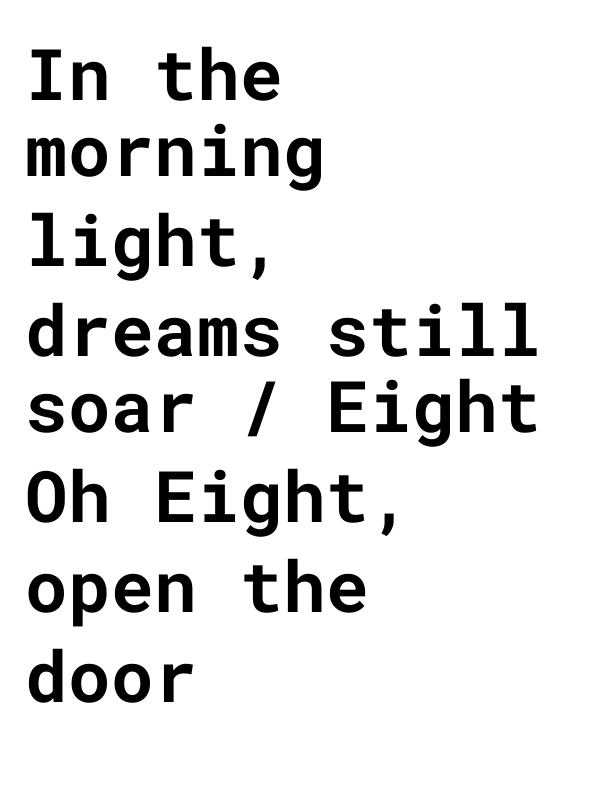 In the
morning
light,
dreams still
soar / Eight
Oh Eight,
open the
door